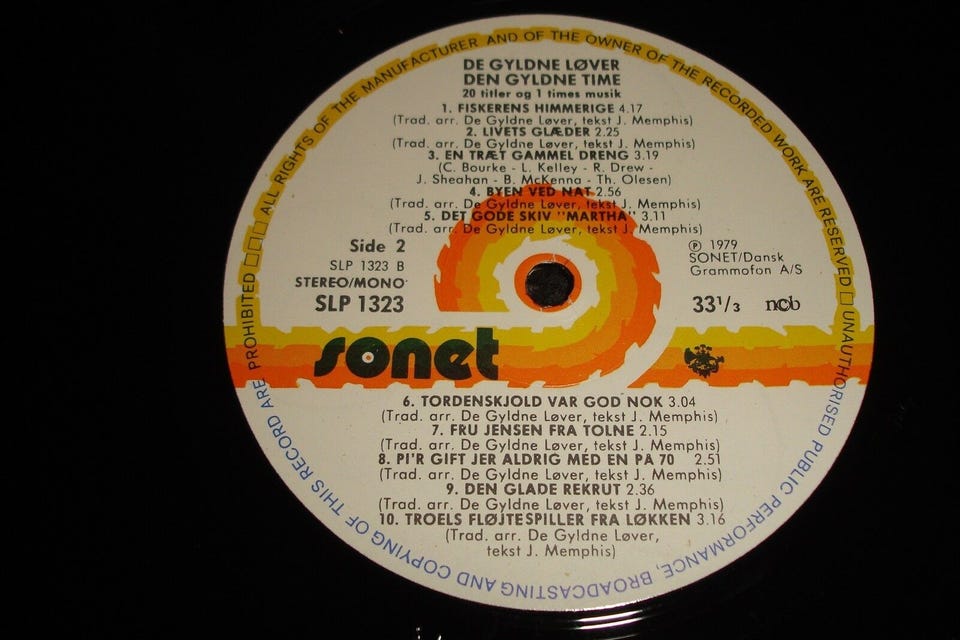 DE GYLDNE LØVER
DEN GYLDNE TIME
20 titler og 1 times musik
1. FISKERENS HIMMERIGE 4.17
(Trad. arr. De Gyldne Løver, tekst J. Memphis)
2. LIVETS GLÆDER 2.25
(Trad. arr. De Gyldne Løver, tekst J. Memphis)
3. EN TRÆT GAMMEL DRENG 3.19
(C. Bourke - L. Kelley - R. Drew -
J. Sheahan - B. McKenna - Th. Olesen)
4. BYEN VED NAT 2.56
(Trad. arr. De Gyldne Løver, tekst J. Memphis)
5. DET GODE SKIV "MARTHA" 3.11
(Trad. arr. De Gyldne Løver, tekst J. Memphis)
Side 2
SLP 1323 B
STEREO/MONO
SLP 1323
℗ 1979
SONET/Dansk
Grammofon A/S
33 1/3 ncb
sonet
6. TORDENSKJOLD VAR GOD NOK 3.04
(Trad. arr. De Gyldne Løver, tekst J. Memphis)
7. FRU JENSEN FRA TOLNE 2.15
(Trad. arr. De Gyldne Løver, tekst J. Memphis)
8. PI'R GIFT JER ALDRIG MED EN PA 70 2.51
(Trad. arr. De Gyldne Løver, tekst J. Memphis)
9. DEN GLADE REKRUT 2.36
(Trad. arr. De Gyldne Løver, tekst J. Memphis)
10. TROELS FLØJTESPILLER FRA LØKKEN 3.16
(Trad. arr. De Gyldne Løver,
tekst J. Memphis)
ALL RIGHTS OF THE MANUFACTURER AND OF THE OWNER OF THE RECORDED WORK ARE RESERVED □ UNAUTHORISED PUBLIC PERFORMANCE, BROADCASTING AND COPYING OF THIS RECORD ARE PROHIBITED □□□